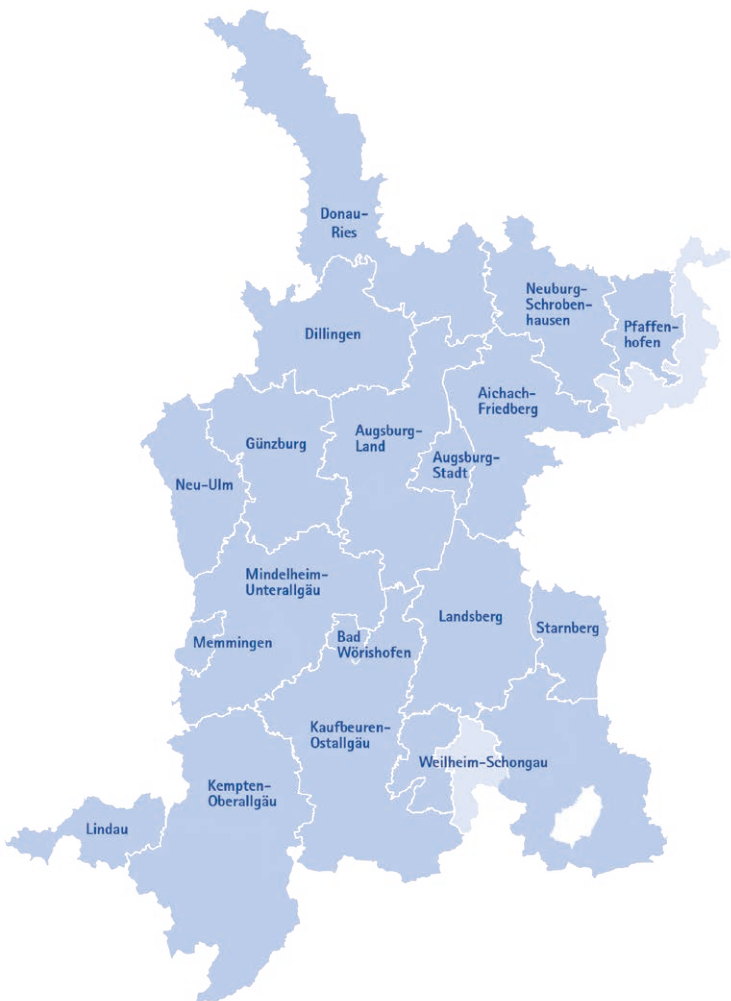 Donau-
Ries
Neuburg-
Schroben-
hausen
Pfaffen-
hofen
Dillingen
Aichach-
Friedberg
Augsburg-
Land
Günzburg
Augsburg-
Stadt
Neu-Ulm
Mindelheim-
Unterallgäu
Landsberg
Starnberg
Memmingen
Bad
Wörishofen
Kaufbeuren-
Ostallgäu
Weilheim-Schongau
Kempten-
Oberallgäu
Lindau